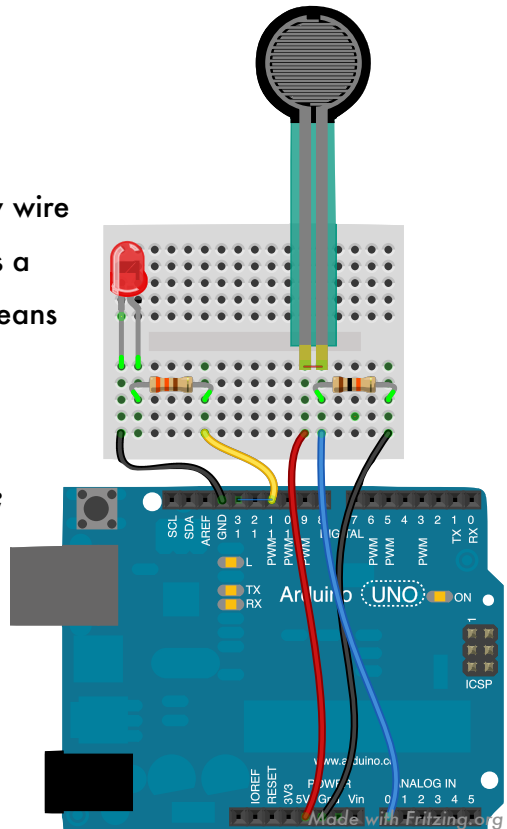 wire
s a
eans
SCL
SDA
AREF
GND
13
12
PWM 11
PWM 10
PWM 9
8
DIGITAL
7
PWM 6
PWM 5
4
PWM 3
2
TX 1
RX 0
L
TX
RX
Arduino UNO
ON
1
ICSP
www.arduino.cc
POWER
ANALOG IN
IOREF
RESET
3V3
5V
Gnd
Vin
0
1
2
3
4
5
Made with Fritzing.org